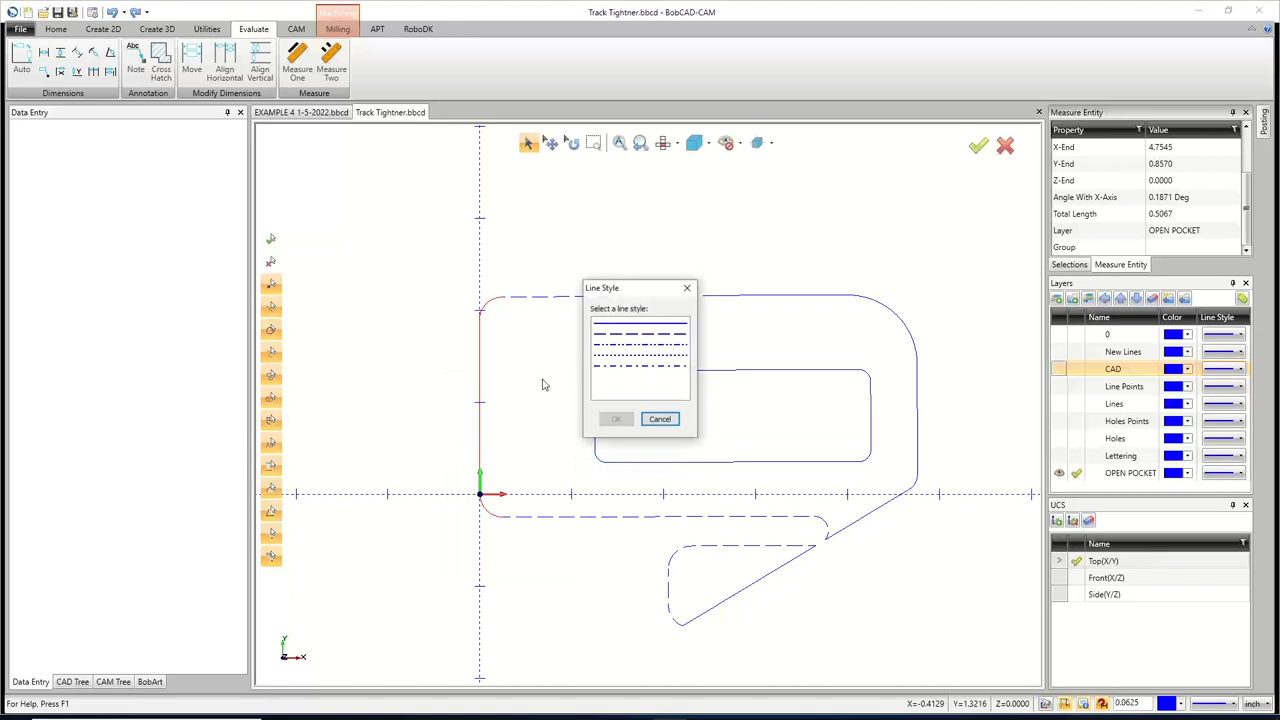 Track Tightner.bbcd - BobCAD-CAM
File Home Create 2D Create 3D Utilities Evaluate CAM Milling APT RoboDK
Auto
Abc
Note
Cross
Hatch
Move
Align
Horizontal
Align
Vertical
Measure
One
Measure
Two
Dimensions Annotation Modify Dimensions Measure
Data Entry
EXAMPLE 4 1-5-2022.bbcd Track Tightner.bbcd
Measure Entity
Posting
Property Value
X-End 4.7545
Y-End 0.8570
Z-End 0.0000
Angle With X-Axis 0.1871 Deg
Total Length 0.5067
Layer OPEN POCKET
Group
Selections Measure Entity
Layers
Name Color Line Style
0
New Lines
CAD
Line Points
Lines
Holes Points
Holes
Lettering
OPEN POCKET
UCS
Name
Top(X/Y)
Front(X/Z)
Side(Y/Z)
Line Style
Select a line style:
OK Cancel
Y
Z X
Data Entry CAD Tree CAM Tree BobArt
For Help, Press F1
X=-0.4129 Y=1.3216 Z=0.0000
0.0625
inch